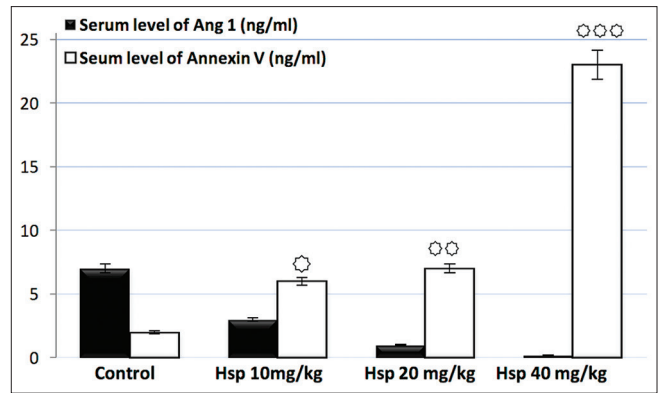 Serum level of Ang 1 (ng/ml)
Seum level of Annexin V (ng/ml)
25
20
15
10
5
0
Control Hsp 10mg/kg Hsp 20 mg/kg Hsp 40 mg/kg